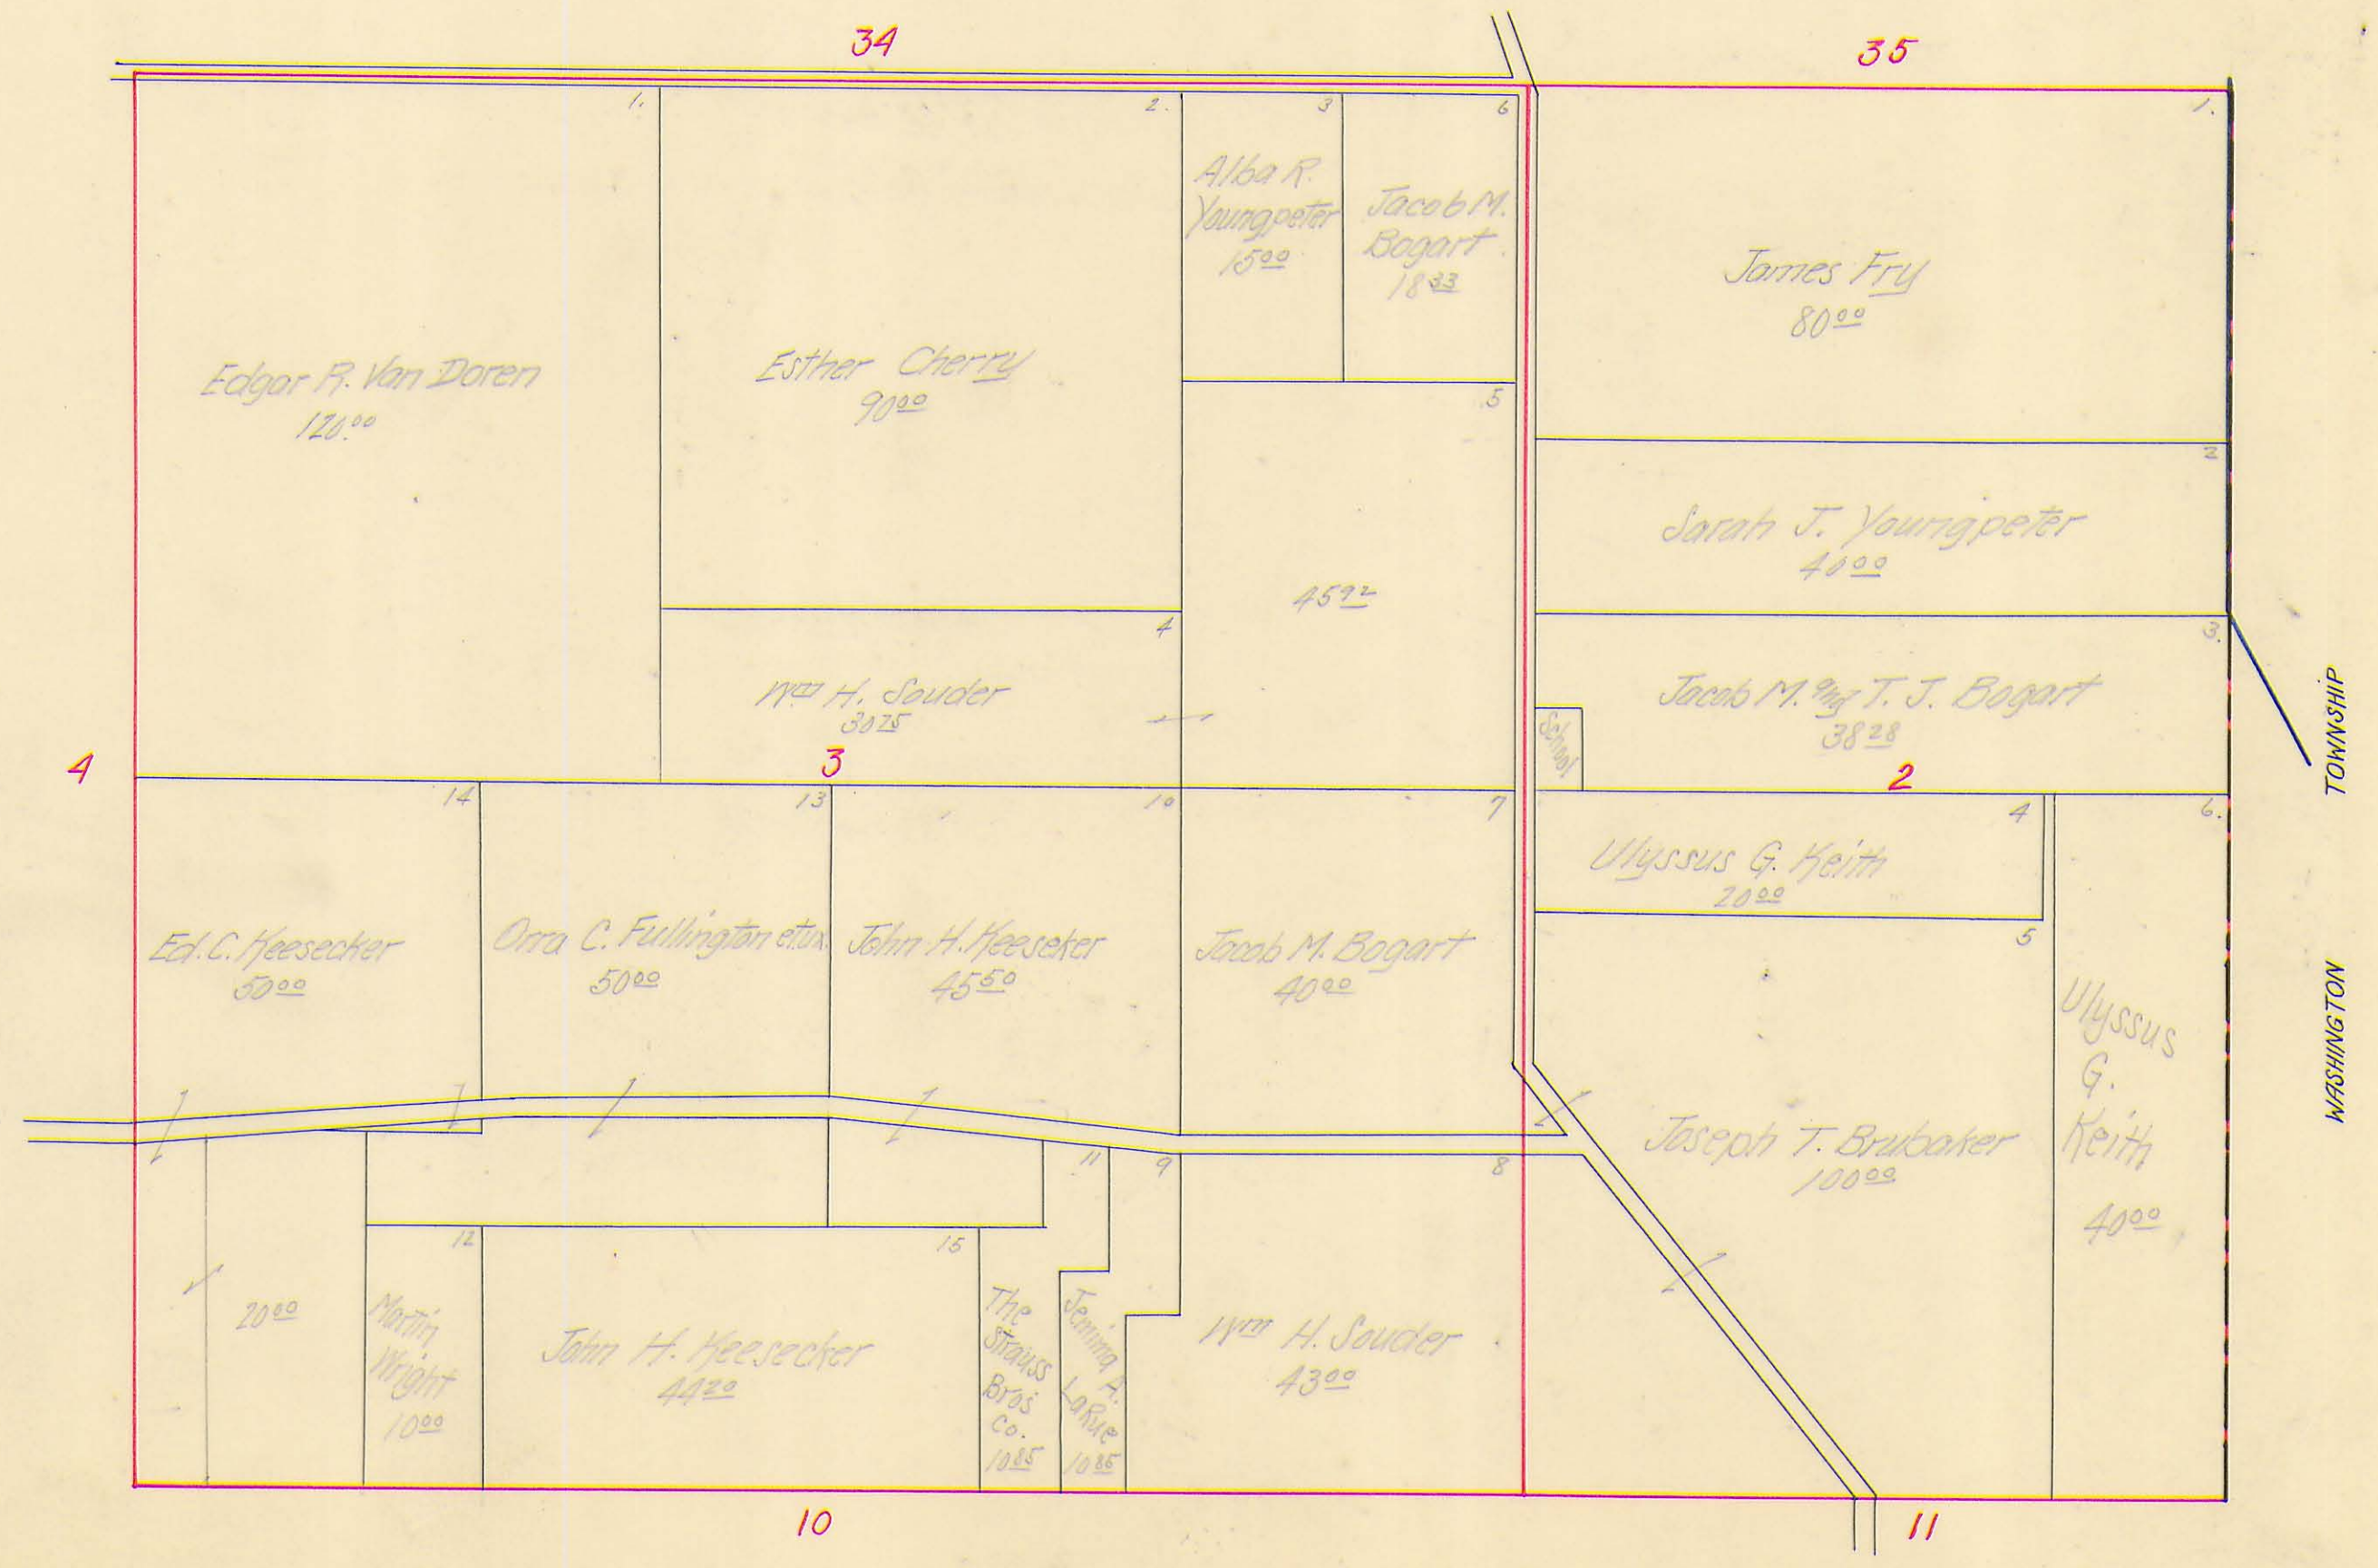 34
35
1.
2.
3
6
1.
Edgar R. Van Doren
120.00
Esther Cherry
90 00
Alba R.
Youngpeter
15 00
Jacob M.
Bogart
18 33
James Fry
80 00
5
45 92
2
Sarah J. Youngpeter
40 00
4
Wm H. Souder
30 75
3.
Jacob M. and T. J. Bogart
38 28
School
4
3
2
TOWNSHIP
14
13
10
7
4
6.
Ed. C. Keesecker
50 00
Orra C. Fullington et ux.
50 00
John H. Keeseker
45 50
Jacob M. Bogart
40 00
Ulyssus G. Keith
20 00
5
Joseph T. Brubaker
100 00
Ulyssus
G.
Keith
40 00
WASHINGTON
11
9
8
12
15
20 00
Martin
Wright
10 00
John H. Keesecker
44 20
The
Strauss
Bros
Co.
10 85
Jemima A.
LaRue
10 85
Wm H. Souder
43 00
10
11